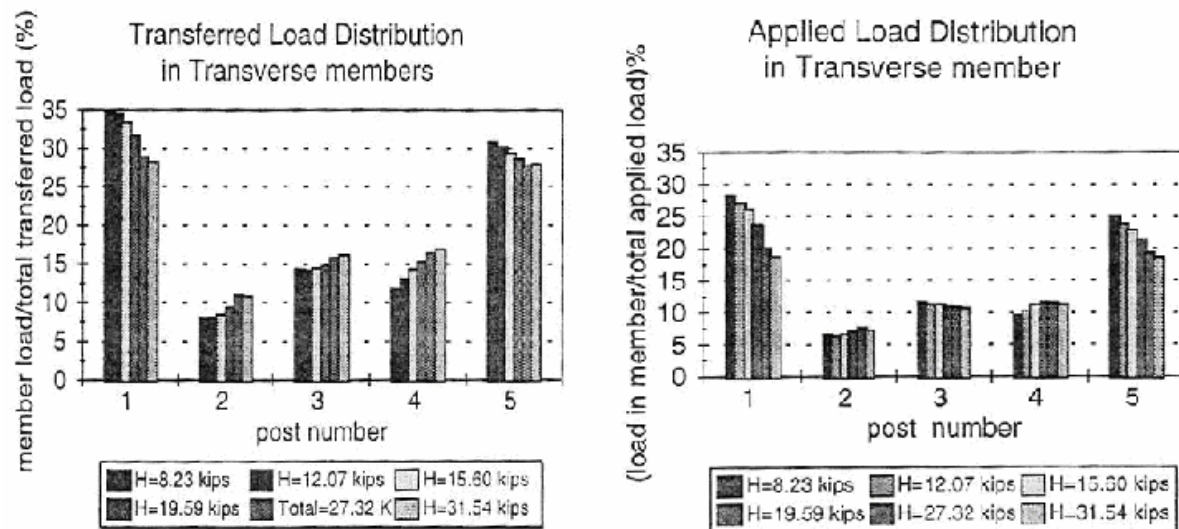 Transferred Load Distribution
in Transverse members
member load/total transferred load (%)
35
30
25
20
15
10
5
0
1 2 3 4 5
post number
H=8.23 kips H=12.07 kips H=15.60 kips
H=19.59 kips Total=27.32 K H=31.54 kips
Applied Load Distribution
in Transverse member
(load in member/total applied load)%
35
30
25
20
15
10
5
0
1 2 3 4 5
post number
H=8.23 kips H=12.07 kips H=15.60 kips
H=19.59 kips H=27.32 kips H=31.54 kips